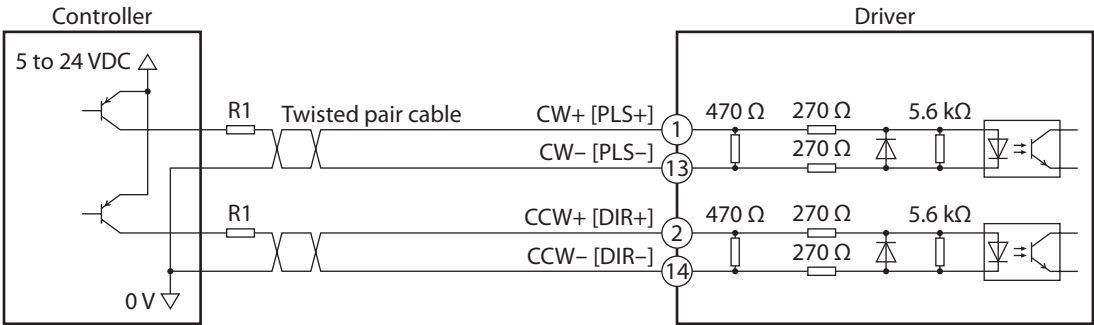 Controller
Driver
5 to 24 VDC
R1
Twisted pair cable
CW+ [PLS+]
1
470 Ω
270 Ω
5.6 kΩ
CW− [PLS−]
13
270 Ω
R1
CCW+ [DIR+]
2
470 Ω
270 Ω
5.6 kΩ
CCW− [DIR−]
14
270 Ω
0 V